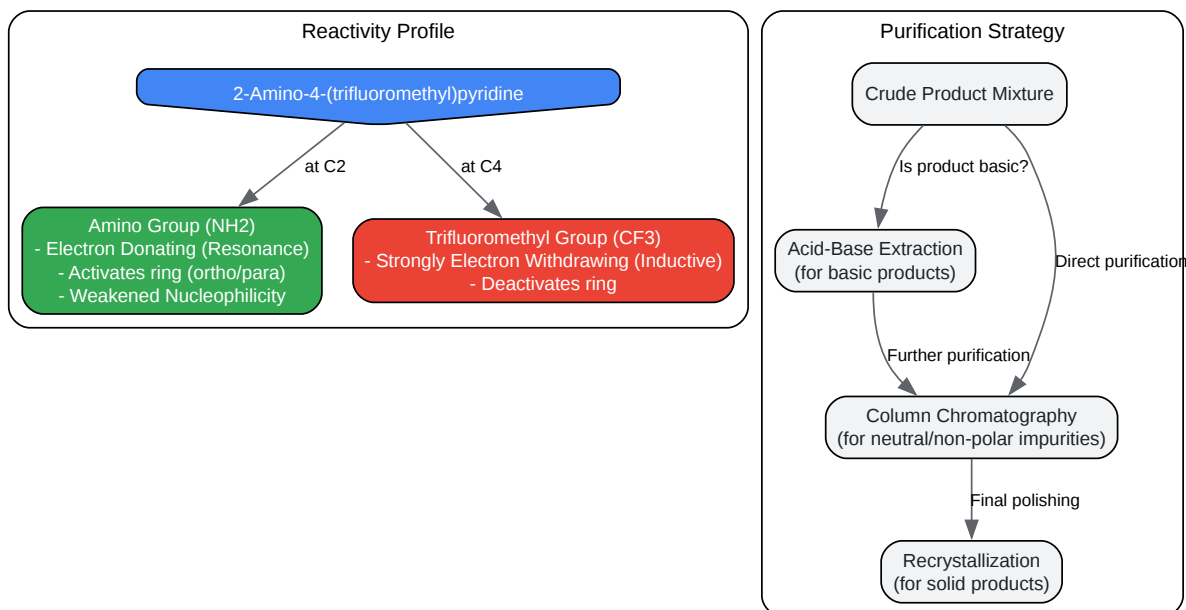 Reactivity Profile
2-Amino-4-(trifluoromethyl)pyridine
at C2
at C4
Amino Group (NH2)
- Electron Donating (Resonance)
- Activates ring (ortho/para)
- Weakened Nucleophilicity
Trifluoromethyl Group (CF3)
- Strongly Electron Withdrawing (Inductive)
- Deactivates ring
Purification Strategy
Crude Product Mixture
Is product basic?
Acid-Base Extraction
(for basic products)
Direct purification
Further purification
Column Chromatography
(for neutral/non-polar impurities)
Final polishing
Recrystallization
(for solid products)